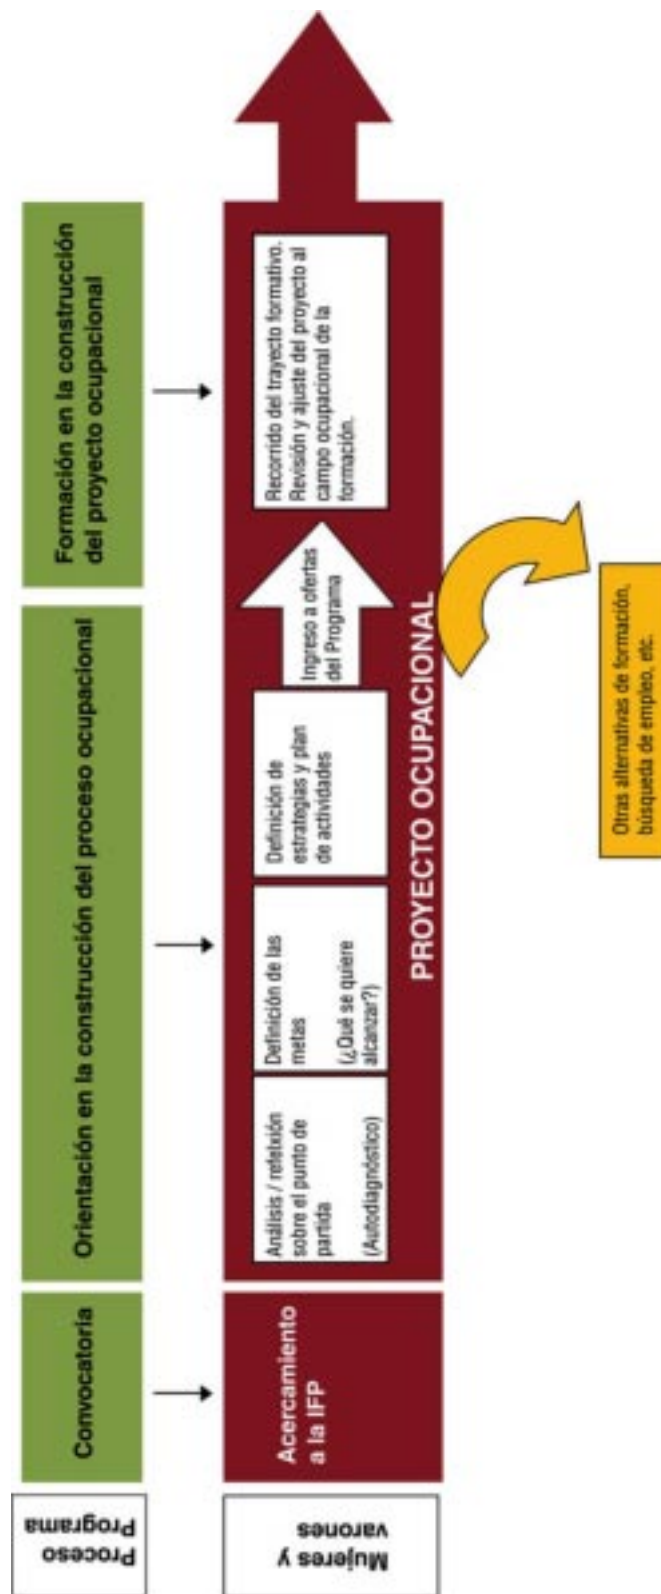 Proceso
Programa
Convocatoria
Orientación en la construcción del proceso ocupacional
Formación en la construcción
del proyecto ocupacional
Mujeres y
varones
Acercamiento
a la IFP
Análisis / refelxión
sobre el punto de
partida
(Autodiagnóstico)
Definición de las
metas
(¿Qué se quiere
alcanzar?)
Definición de
estrategias y plan
de actividades
Ingreso a ofertas
del Programa
Recorrido del trayecto formativo.
Revisión y ajuste del proyecto al
campo ocupacional de la
formación.
PROYECTO OCUPACIONAL
Otras alternativas de formación,
búsqueda de empleo, etc.